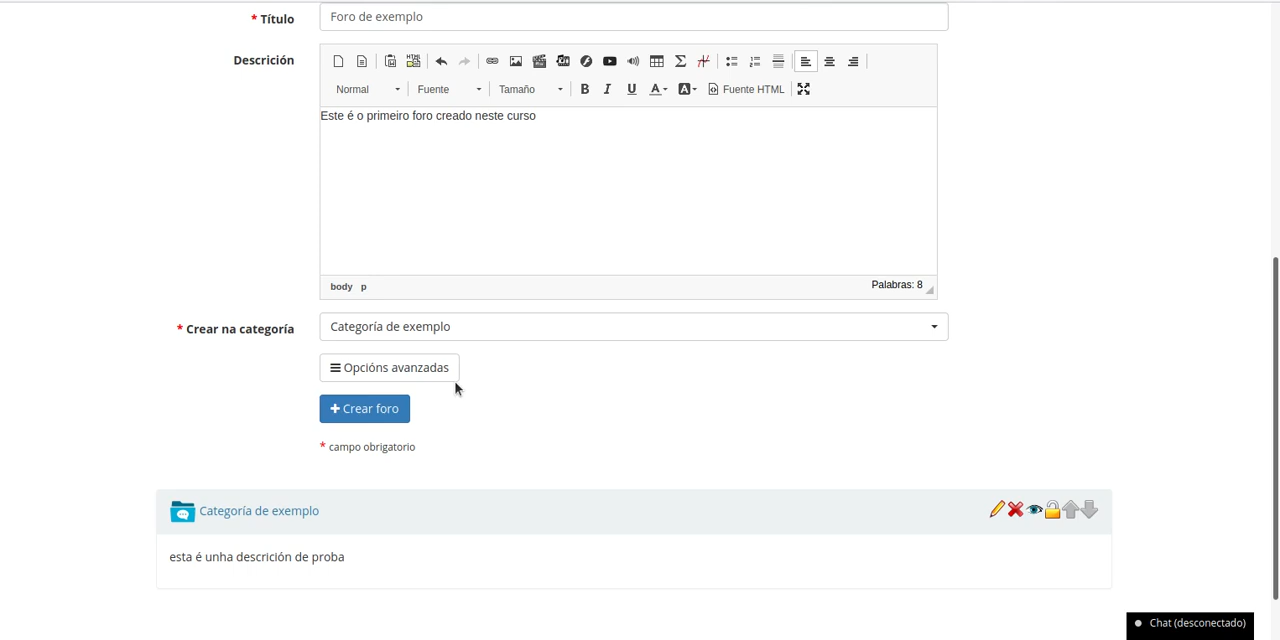 * Título
Foro de exemplo
Descrición
HTML
Normal Fuente Tamaño B I U A A Fuente HTML
Este é o primeiro foro creado neste curso
body p
Palabras: 8
* Crear na categoría
Categoría de exemplo
Opcións avanzadas
Crear foro
* campo obrigatorio
Categoría de exemplo
esta é unha descrición de proba
Chat (desconectado)